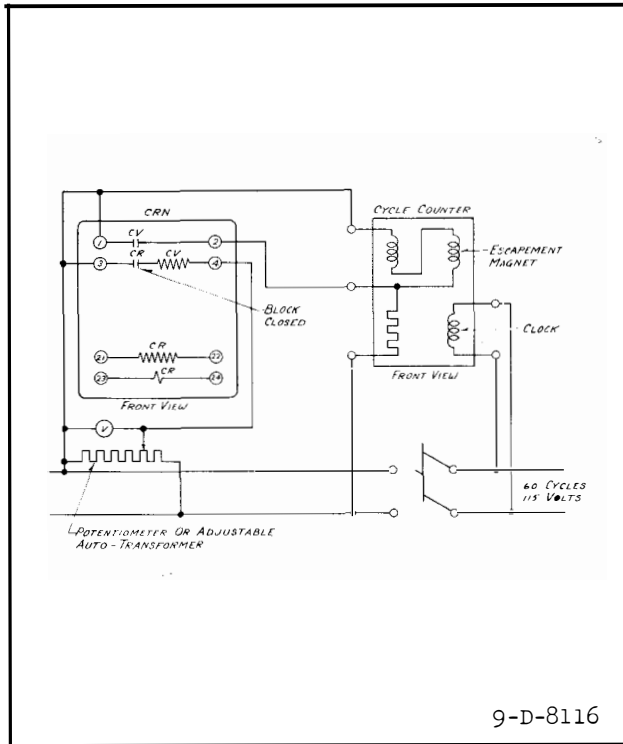 CRN
CYCLE COUNTER
1
CV
2
3
CR
CV
4
ESCAPEMENT
MAGNET
BLOCK
CLOSED
CLOCK
21
CR
22
23
CR
24
FRONT VIEW
FRONT VIEW
V
60 CYCLES
115 VOLTS
POTENTIOMETER OR ADJUSTABLE
AUTO-TRANSFORMER
9-D-8116